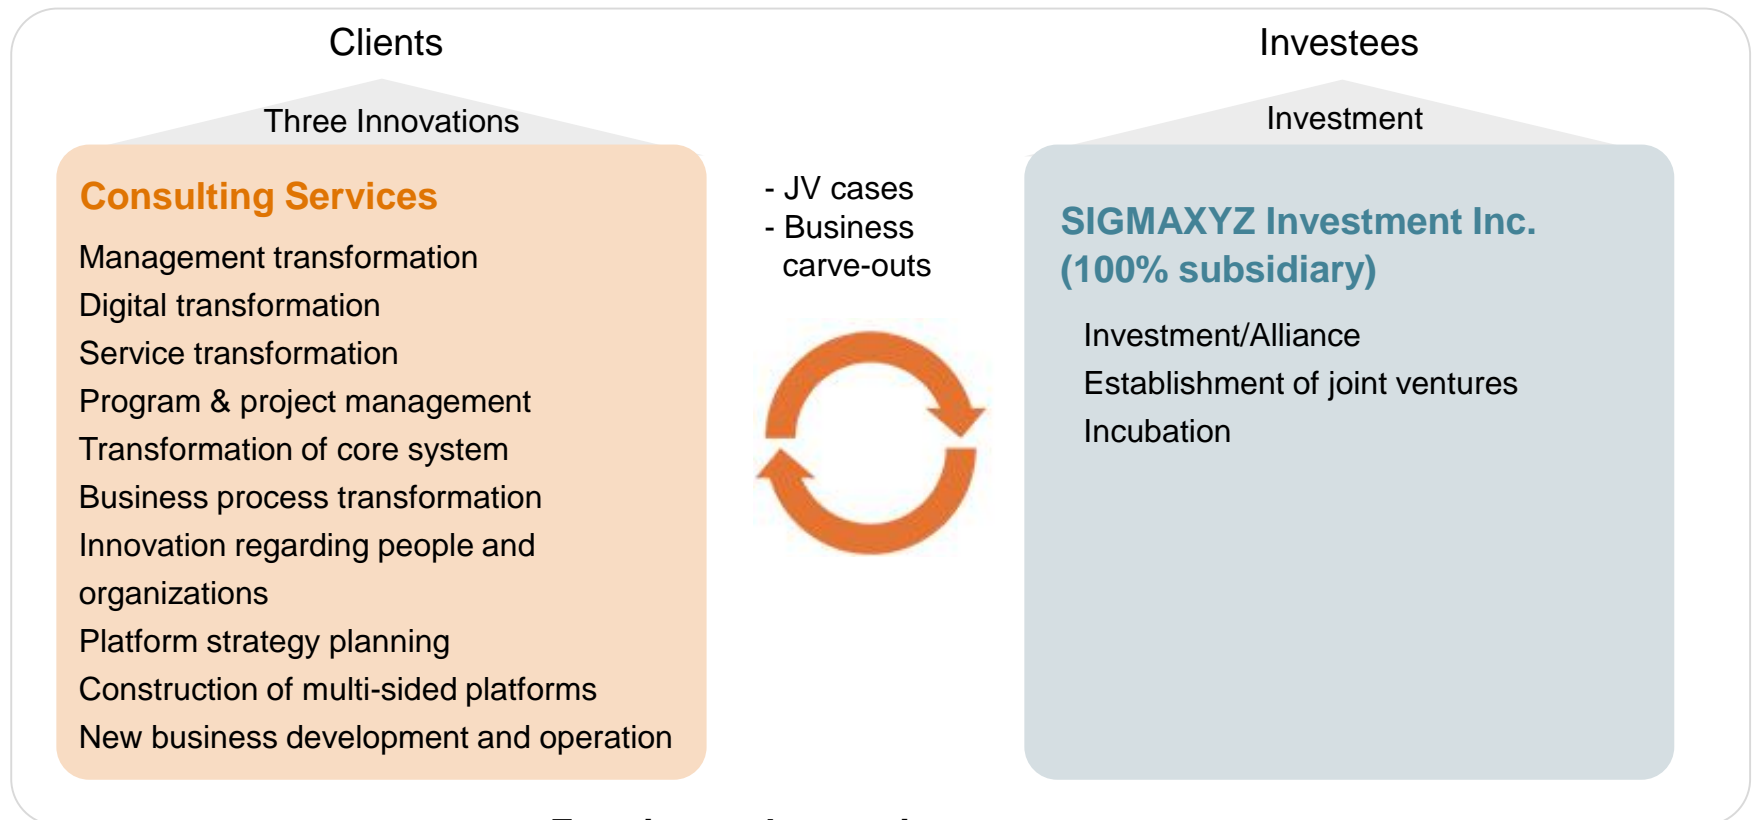 Clients
Three Innovations
Consulting Services
Management transformation
Digital transformation
Service transformation
Program & project management
Transformation of core system
Business process transformation
Innovation regarding people and
organizations
Platform strategy planning
Construction of multi-sided platforms
New business development and operation
- JV cases
- Business
carve-outs
Investees
Investment
SIGMAXYZ Investment Inc.
(100% subsidiary)
Investment/Alliance
Establishment of joint ventures
Incubation